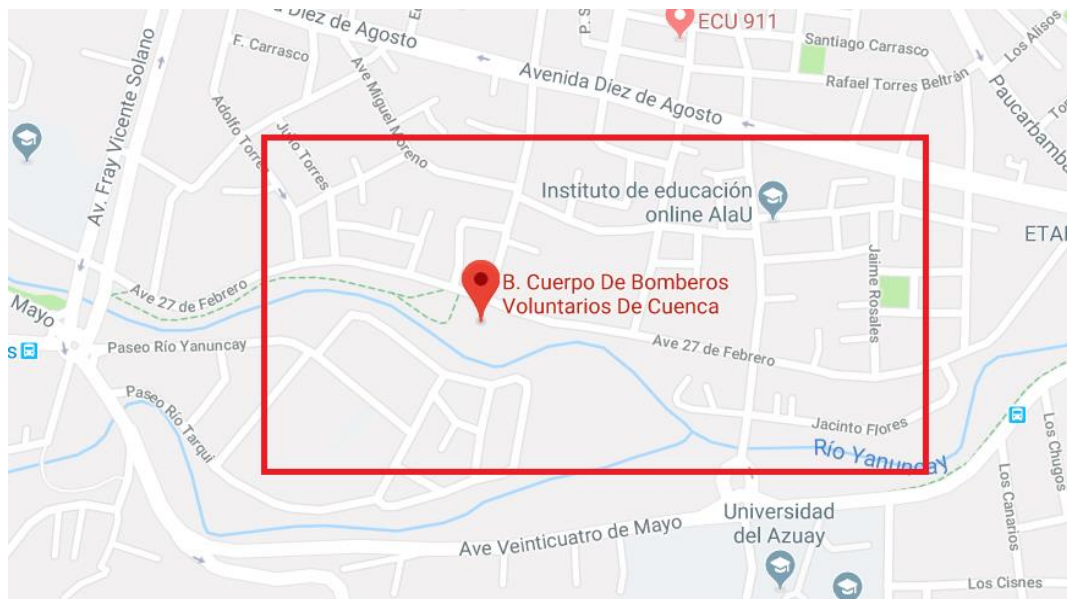 a Diez de Agosto
ECU 911
Santiago Carrasco
Los Alisos
F. Carrasco
Avenida Diez de Agosto
Rafael Torres Beltrán
Av. Fray Vicente Solano
Adolfo Torres
Julio Torres
Ave Miguel Moreno
Paucarbamba
Instituto de educación
online AlaU
ETAP
Jaime Rosales
B. Cuerpo De Bomberos
Voluntarios De Cuenca
Ave 27 de Febrero
Mayo
Paseo Río Yanuncay
Ave 27 de Febrero
Paseo Río Tarqui
Jacinto Flores
Río Yanuncay
Los Chugos
Los Canarios
Universidad
del Azuay
Ave Veinticuatro de Mayo
Los Cisnes